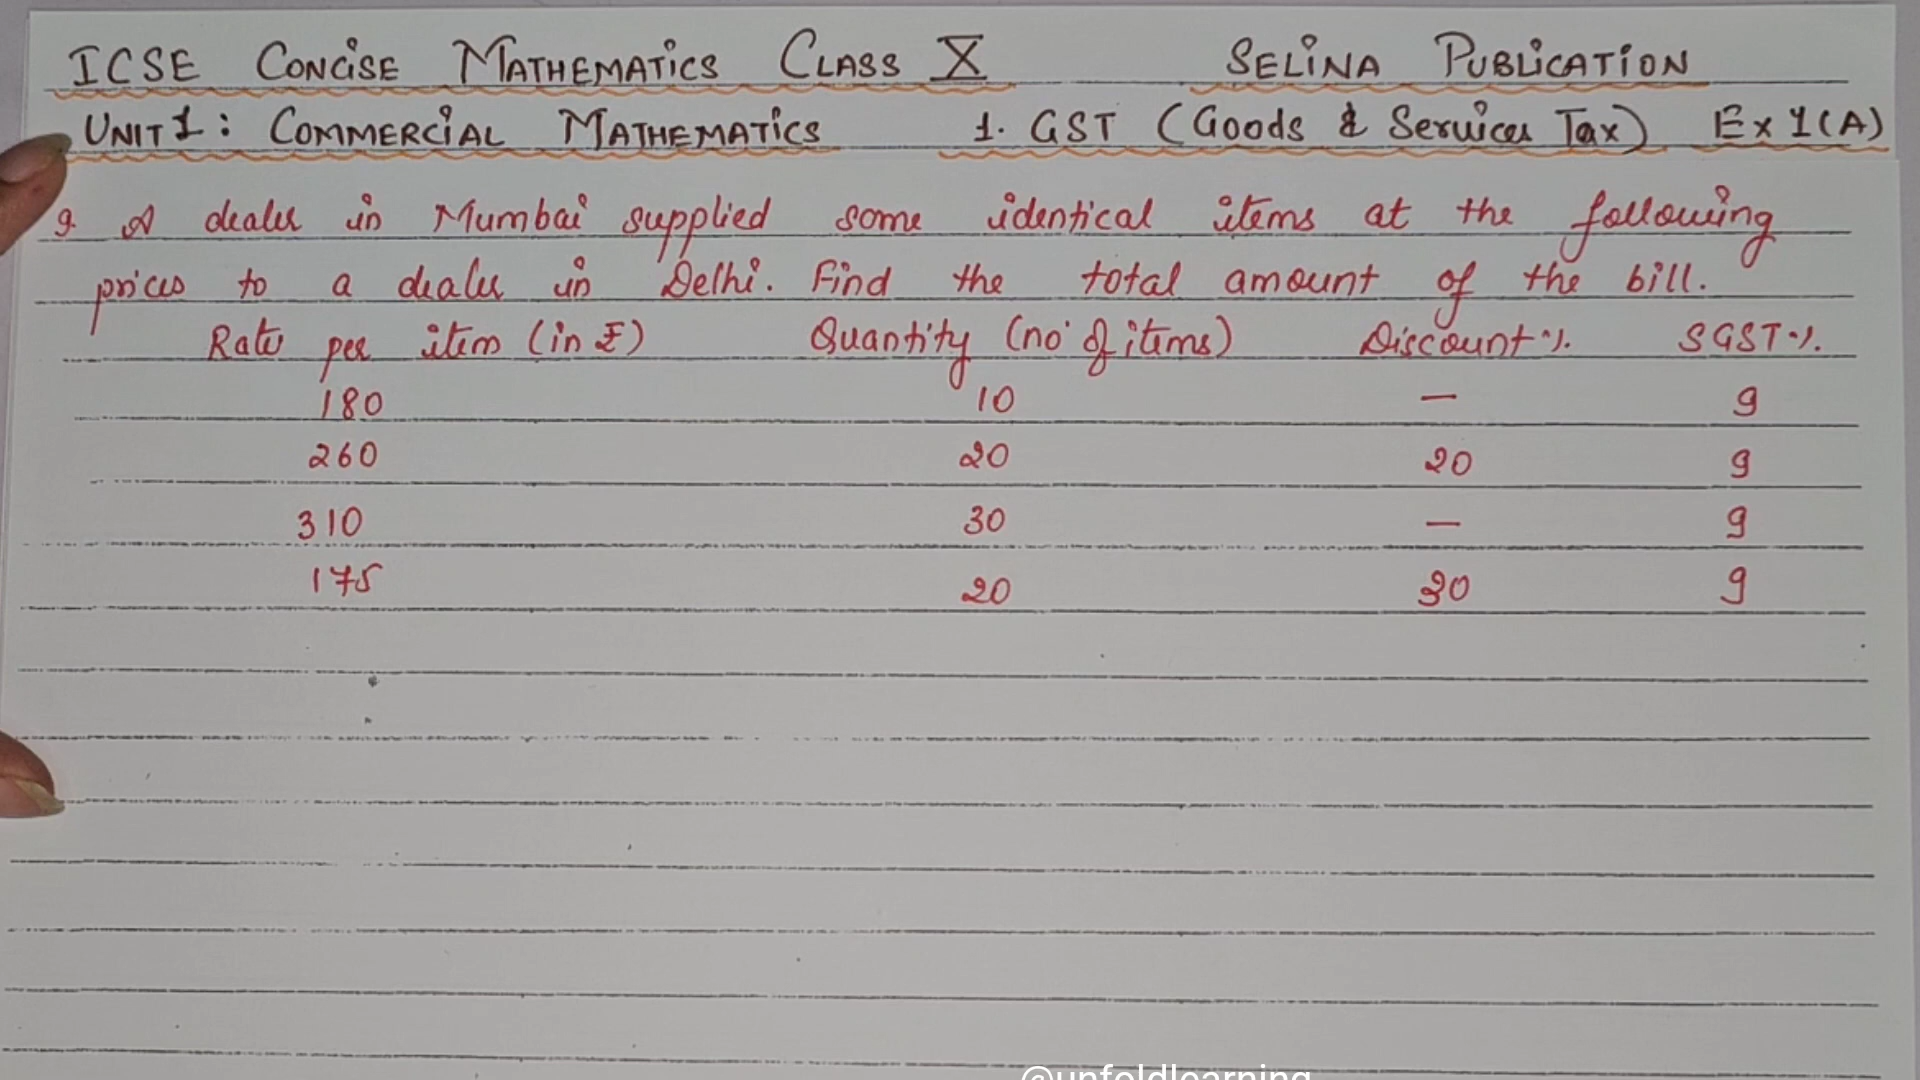 ICSE CONCISE MATHEMATICS CLASS X SELINA PUBLICATION
UNIT 1: COMMERCIAL MATHEMATICS 1. GST (Goods & Services Tax) Ex 1(A)
9. A dealer in Mumbai supplied some identical items at the following
prices to a dealer in Delhi. Find the total amount of the bill.
Rate per item (in ₹) Quantity (no. of items) Discount % SGST %
180 10 — 9
260 20 20 9
310 30 — 9
175 20 30 9
@unfoldlearning